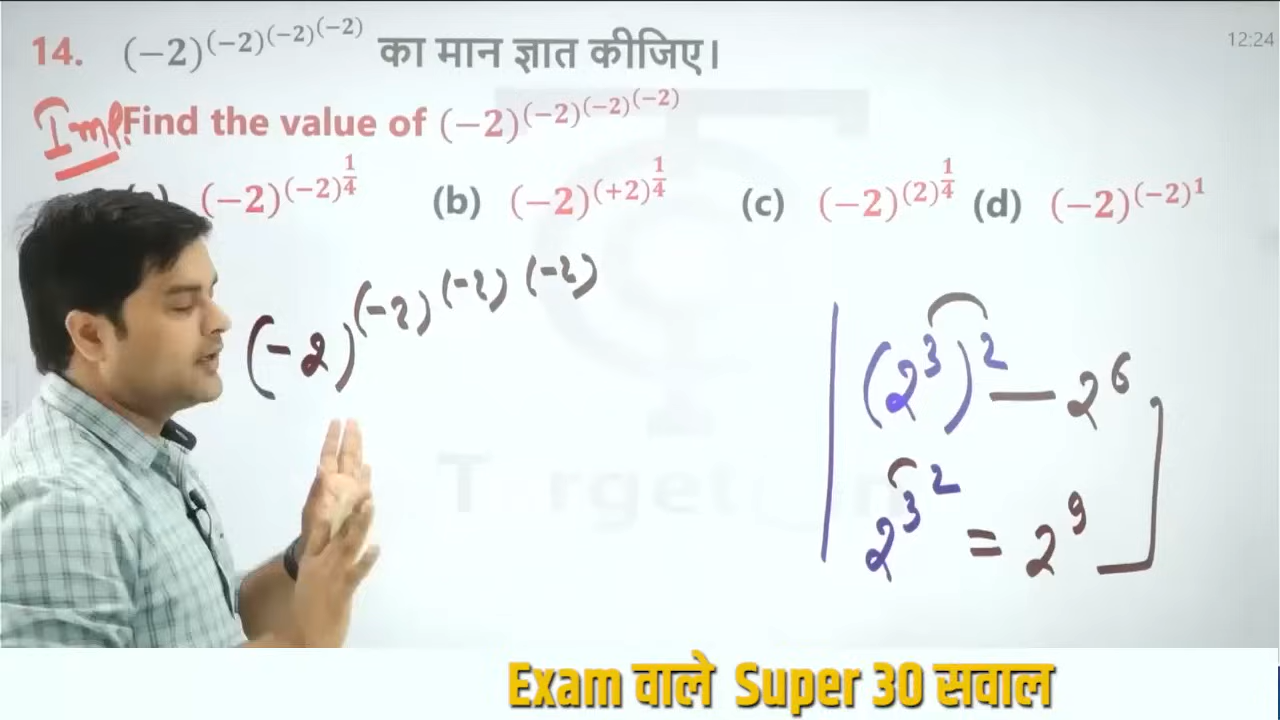 14. (−2)^(−2)^(−2)^(−2) का मान ज्ञात कीजिए। 12:24
Imp. Find the value of (−2)^(−2)^(−2)^(−2)
(−2)^(−2)^1/4 (b) (−2)^(+2)^1/4 (c) (−2)^(2)^1/4 (d) (−2)^(−2)^1
(−2)^(−2)^(−2)^(−2)
(2^3)^2 — 2^6
2^3^2 = 2^9
Exam वाले Super 30 सवाल